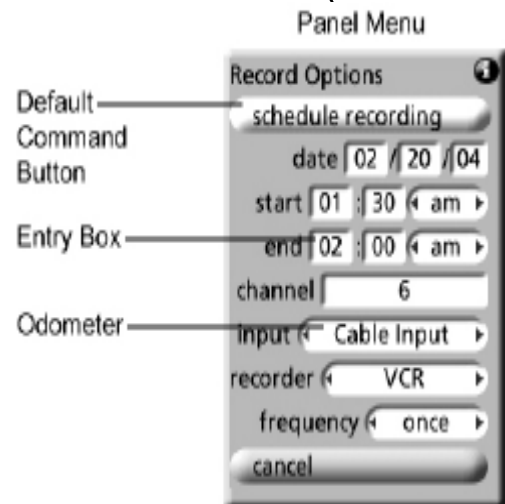 Panel Menu
Record Options
Default
Command
Button
schedule recording
date 02 / 20 / 04
start 01 : 30 am
Entry Box
end 02 : 00 am
channel 6
Odometer
input Cable Input
recorder VCR
frequency once
cancel